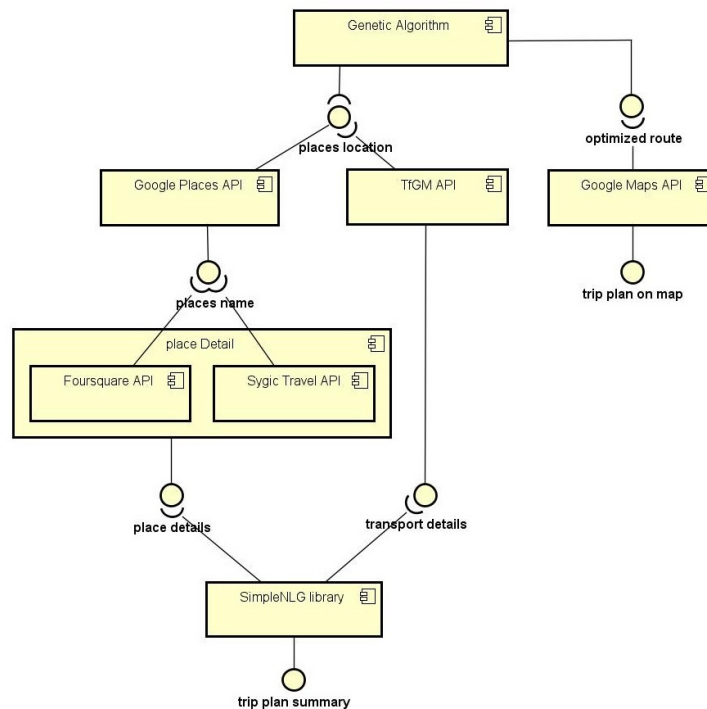 Genetic Algorithm
places location
optimized route
Google Places API
TfGM API
Google Maps API
places name
trip plan on map
place Detail
Foursquare API
Sygic Travel API
place details
transport details
SimpleNLG library
trip plan summary